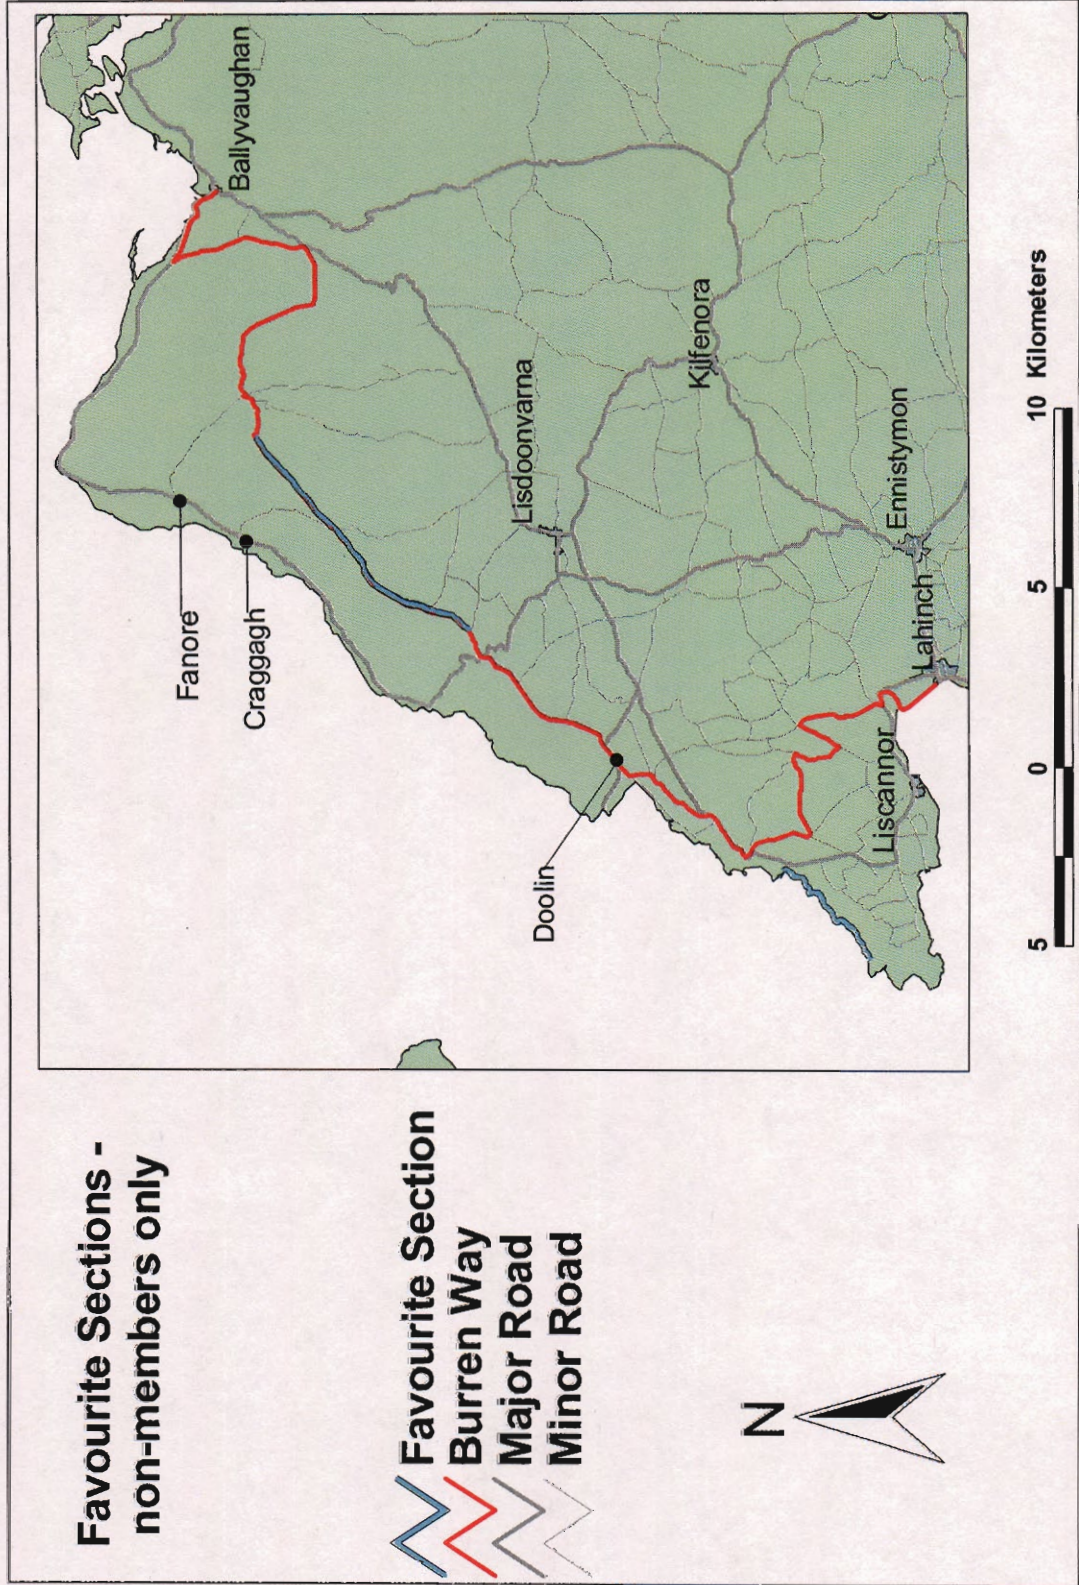 Favourite Sections -
non-members only
Favourite Section
Burren Way
Major Road
Minor Road
N
Fanore
Craggagh
Doolin
Ballyvaughan
Lisdoonvarna
Kilfenora
Ennistymon
Lahinch
Liscannor
5 0 5 10 Kilometers